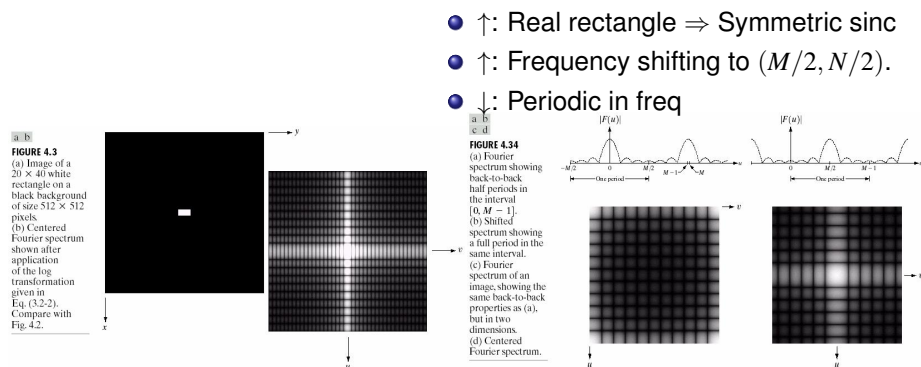 ↑: Real rectangle ⇒ Symmetric sinc
↑: Frequency shifting to (M/2, N/2).
↓: Periodic in freq
a b
FIGURE 4.3
(a) Image of a
20 × 40 white
rectangle on a
black background
of size 512 × 512
pixels.
(b) Centered
Fourier spectrum
shown after
application
of the log
transformation
given in
Eq. (3.2-2).
Compare with
Fig. 4.2.
y
x
v
u
a b
c d
FIGURE 4.34
(a) Fourier
spectrum showing
back-to-back
half periods in
the interval
[0, M − 1].
(b) Shifted
spectrum showing
a full period in the
same interval.
(c) Fourier
spectrum of an
image, showing the
same back-to-back
properties as (a),
but in two
dimensions.
(d) Centered
Fourier spectrum.
|F(u)|
−M/2 0 M/2 M − 1 M u
One period
|F(u)|
0 M/2 M − 1 u
One period
v
u
u